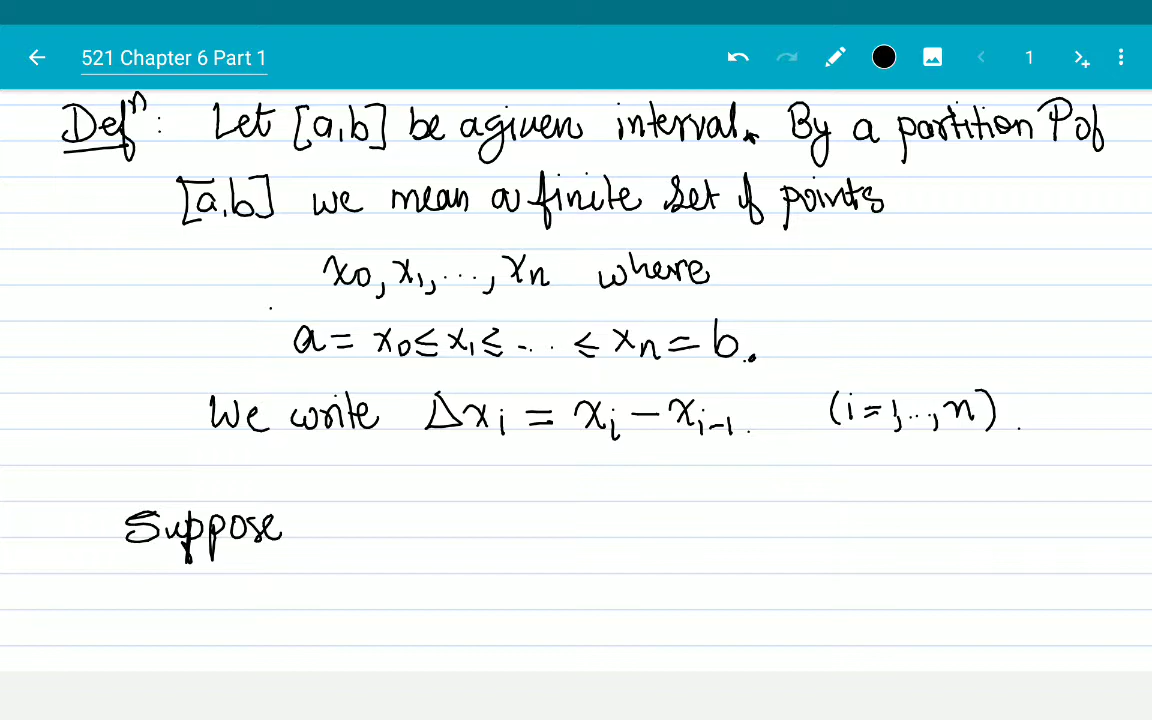 521 Chapter 6 Part 1
1
Defⁿ: Let [a,b] be a given interval. By a partition P of
[a,b] we mean a finite set of points
x₀, x₁, ..., xₙ where
a = x₀ ≤ x₁ ≤ ... ≤ xₙ = b.
We write Δxᵢ = xᵢ − xᵢ₋₁. (i=1,..,n).
Suppose